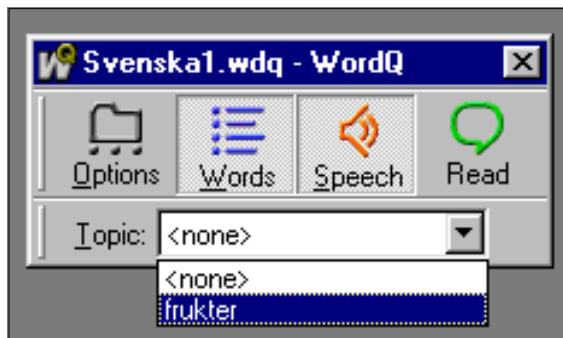 Svenska1.wdq - WordQ
Options Words Speech Read
Topic: <none>
<none>
frukter